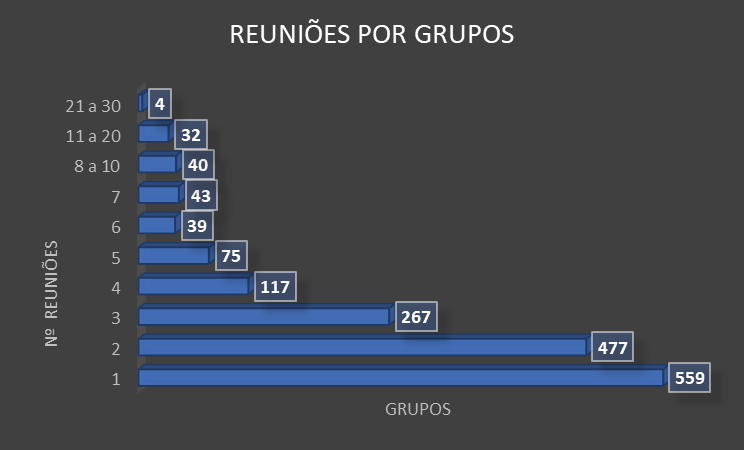 REUNIÕES POR GRUPOS
21 a 30 4
11 a 20 32
8 a 10 40
7 43
6 39
5 75
4 117
3 267
2 477
1 559
Nº REUNIÕES
GRUPOS